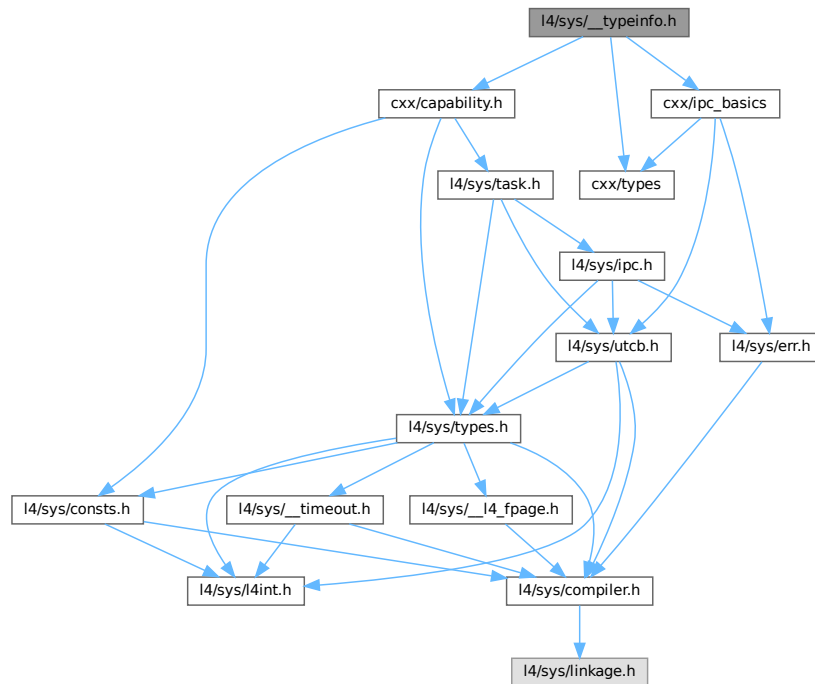 l4/sys/__typeinfo.h
cxx/capability.h
cxx/ipc_basics
l4/sys/task.h
cxx/types
l4/sys/ipc.h
l4/sys/utcb.h
l4/sys/err.h
l4/sys/types.h
l4/sys/consts.h
l4/sys/__timeout.h
l4/sys/__l4_fpage.h
l4/sys/l4int.h
l4/sys/compiler.h
l4/sys/linkage.h